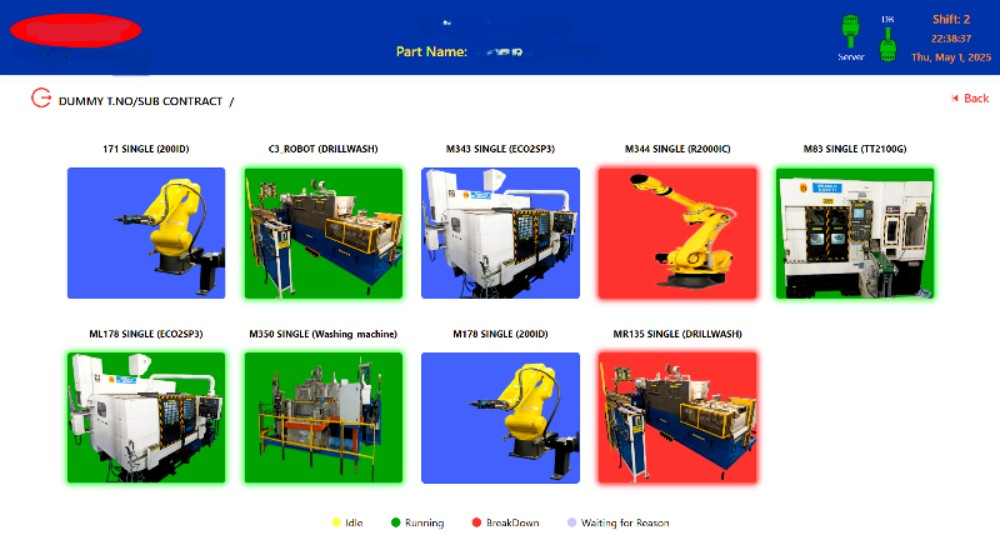 Part Name:
Server
DB
Shift: 2
22:38:37
Thu, May 1, 2025
DUMMY T.NO/SUB CONTRACT /
Back
171 SINGLE (200ID)
C3_ROBOT (DRILLWASH)
M343 SINGLE (ECO2SP3)
M344 SINGLE (R2000IC)
M83 SINGLE (TT2100G)
ML178 SINGLE (ECO2SP3)
M350 SINGLE (Washing machine)
M178 SINGLE (200ID)
MR135 SINGLE (DRILLWASH)
Idle
Running
BreakDown
Waiting for Reason